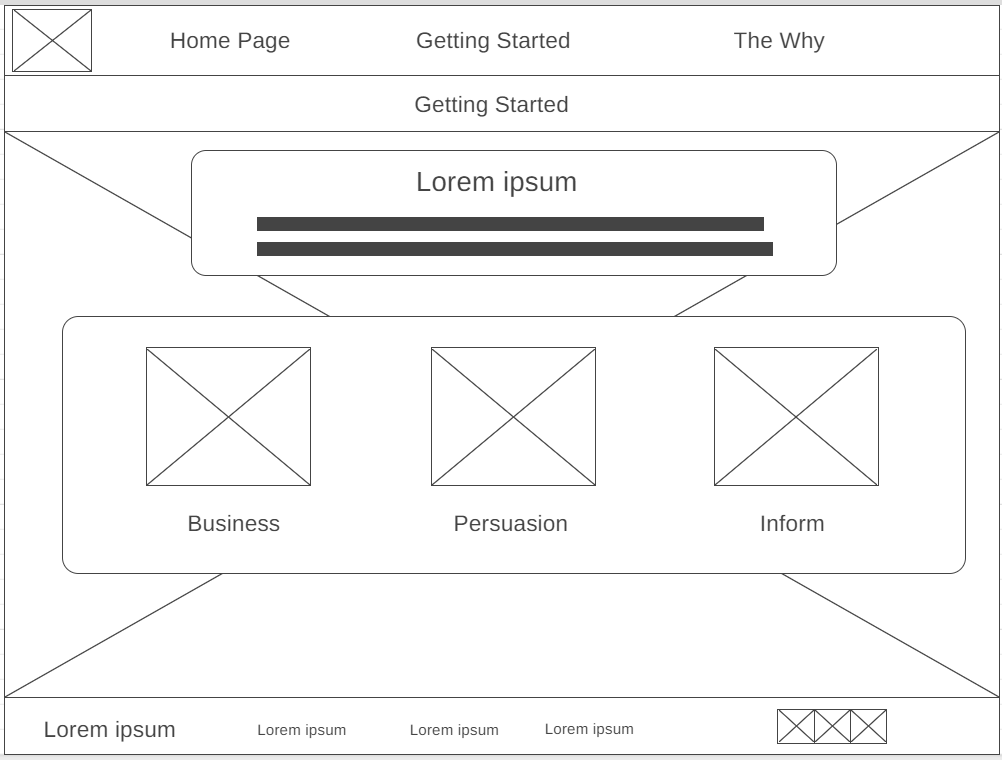 Home Page Getting Started The Why
Getting Started
Lorem ipsum
Business Persuasion Inform
Lorem ipsum Lorem ipsum Lorem ipsum Lorem ipsum